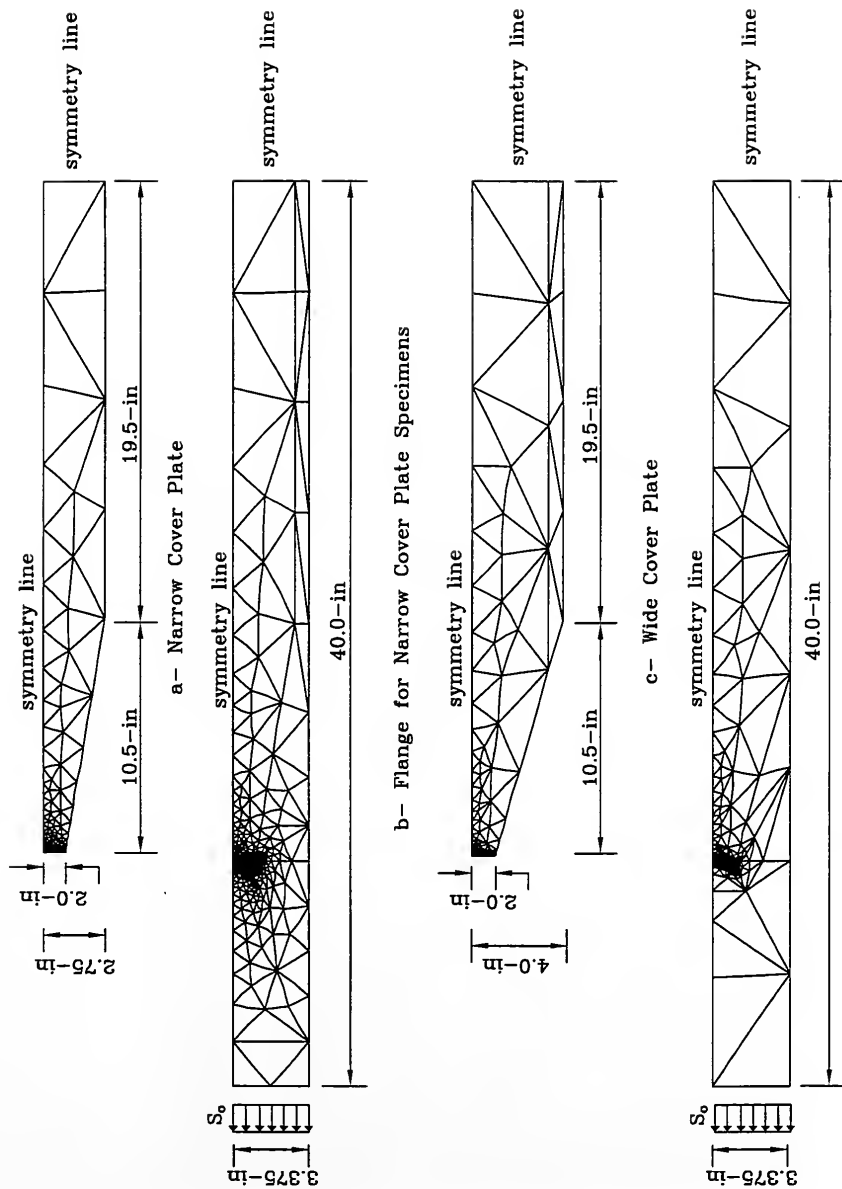 symmetry line
symmetry line
2.0-in
2.75-in
10.5-in
19.5-in
a- Narrow Cover Plate
symmetry line
symmetry line
S₀
3.375-in
40.0-in
b- Flange for Narrow Cover Plate Specimens
symmetry line
symmetry line
2.0-in
4.0-in
10.5-in
19.5-in
c- Wide Cover Plate
symmetry line
symmetry line
S₀
3.375-in
40.0-in